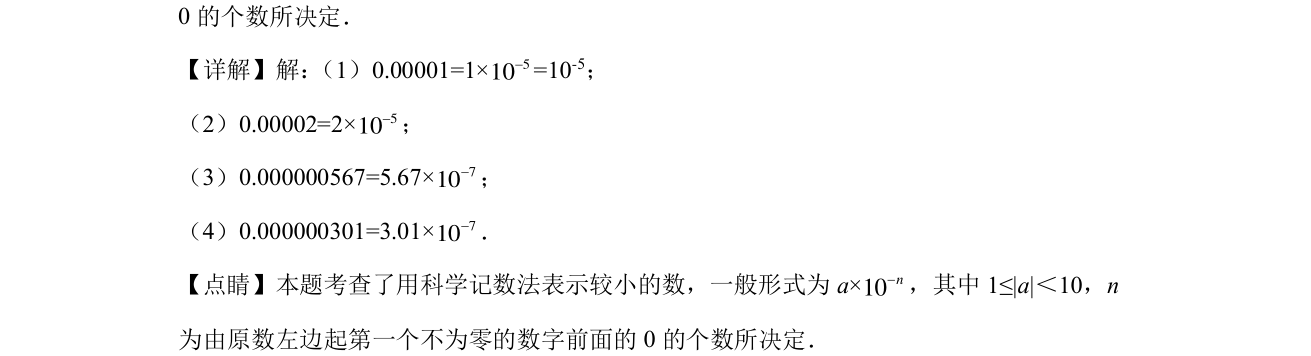 0 的个数所决定．
【详解】解：（1）0.00001=1×10⁻⁵=10⁻⁵；
（2）0.00002=2×10⁻⁵；
（3）0.000000567=5.67×10⁻⁷；
（4）0.000000301=3.01×10⁻⁷．
【点睛】本题考查了用科学记数法表示较小的数，一般形式为 a×10⁻ⁿ，其中 1≤|a|＜10，n
为由原数左边起第一个不为零的数字前面的 0 的个数所决定．